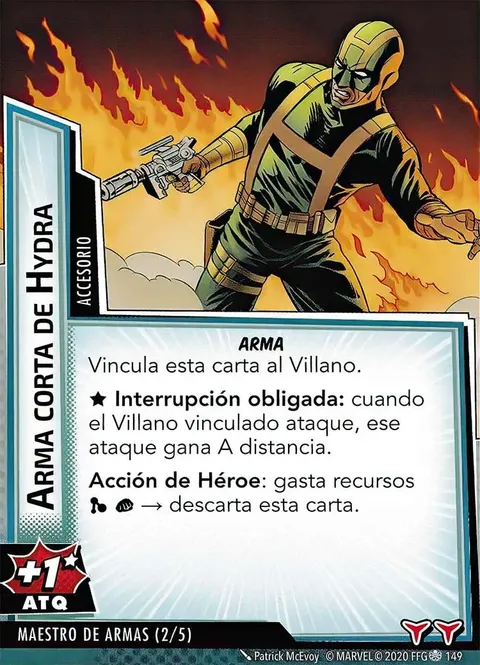 ARMA CORTA DE HYDRA
ACCESORIO
ARMA
Vincula esta carta al Villano.
★ Interrupción obligada: cuando
el Villano vinculado ataque, ese
ataque gana A distancia.
Acción de Héroe: gasta recursos
→ descarta esta carta.
+1★
ATQ
MAESTRO DE ARMAS (2/5)
Patrick McEvoy © MARVEL © 2020 FFG 149